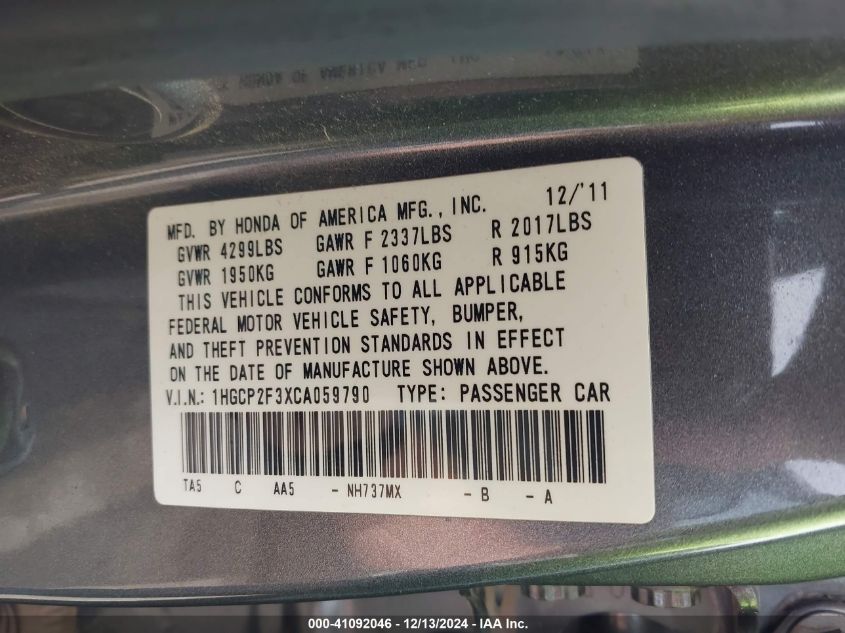 MFD. BY HONDA OF AMERICA MFG., INC. 12/'11
GVWR 4299LBS GAWR F 2337LBS R 2017LBS
GVWR 1950KG GAWR F 1060KG R 915KG
THIS VEHICLE CONFORMS TO ALL APPLICABLE
FEDERAL MOTOR VEHICLE SAFETY, BUMPER,
AND THEFT PREVENTION STANDARDS IN EFFECT
ON THE DATE OF MANUFACTURE SHOWN ABOVE.
V.I.N.: 1HGCP2F3XCA059790 TYPE: PASSENGER CAR
TA5 C AA5 - NH737MX - B - A
000-41092046 - 12/13/2024 - IAA Inc.